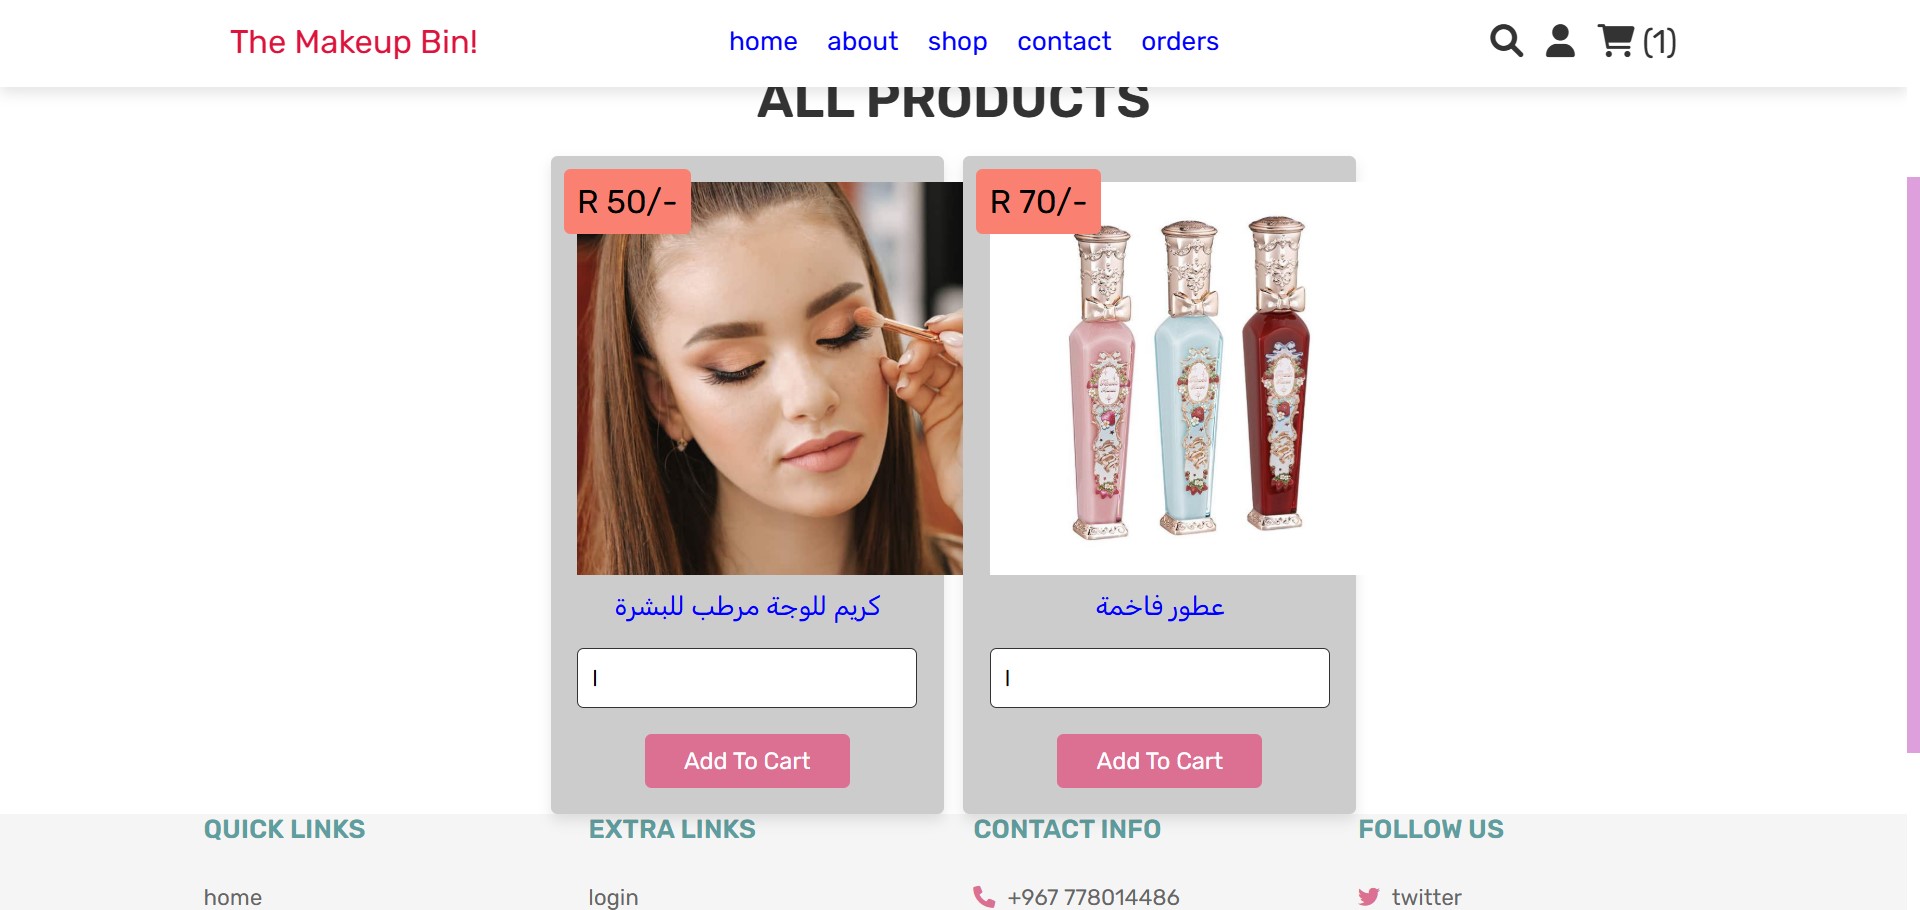 The Makeup Bin!
home about shop contact orders
(1)
ALL PRODUCTS
R 50/-
كريم للوجة مرطب للبشرة
1
Add To Cart
R 70/-
عطور فاخمة
1
Add To Cart
QUICK LINKS
home
EXTRA LINKS
login
CONTACT INFO
+967 778014486
FOLLOW US
twitter